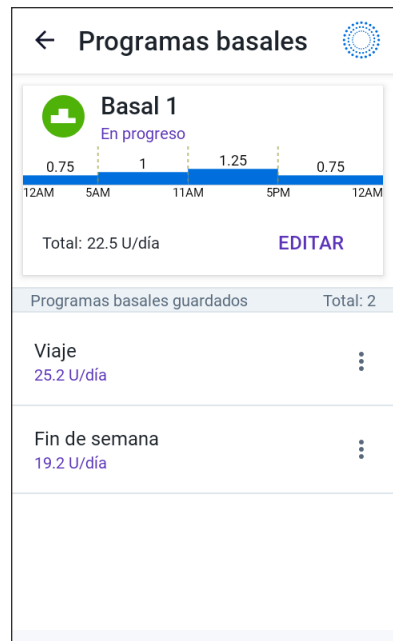 Programas basales
Basal 1
En progreso
0.75 1 1.25 0.75
12AM 5AM 11AM 5PM 12AM
Total: 22.5 U/día EDITAR
Programas basales guardados Total: 2
Viaje
25.2 U/día
Fin de semana
19.2 U/día